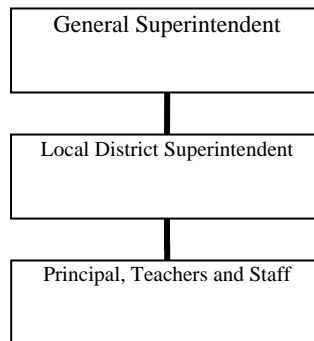 General Superintendent
Local District Superintendent
Principal, Teachers and Staff